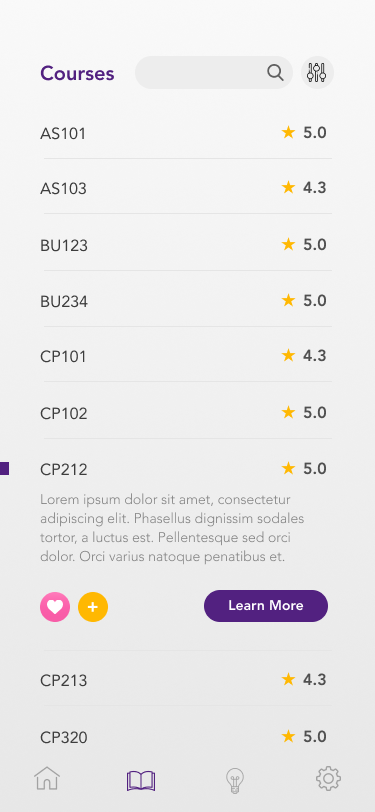 Courses
AS101 ★ 5.0
AS103 ★ 4.3
BU123 ★ 5.0
BU234 ★ 5.0
CP101 ★ 4.3
CP102 ★ 5.0
CP212 ★ 5.0
Lorem ipsum dolor sit amet, consectetur
adipiscing elit. Phasellus dignissim sodales
tortor, a luctus est. Pellentesque sed orci
dolor. Orci varius natoque penatibus et.
Learn More
CP213 ★ 4.3
CP320 ★ 5.0